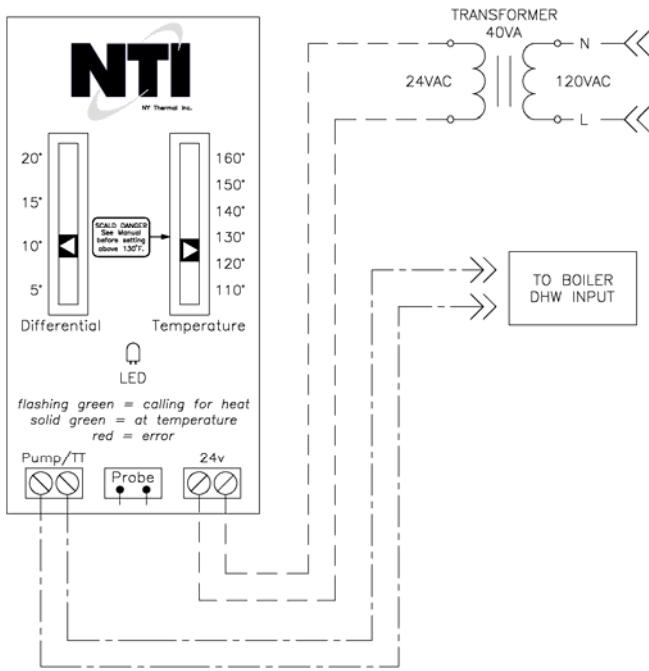 TRANSFORMER
40VA
24VAC
120VAC
N
L
NTI
NY Thermal Inc.
20°
15°
10°
5°
SCALD DANGER
See Manual
before setting
above 130°F.
160°
150°
140°
130°
120°
110°
Differential
Temperature
LED
flashing green = calling for heat
solid green = at temperature
red = error
Pump/TT
Probe
24v
TO BOILER
DHW INPUT